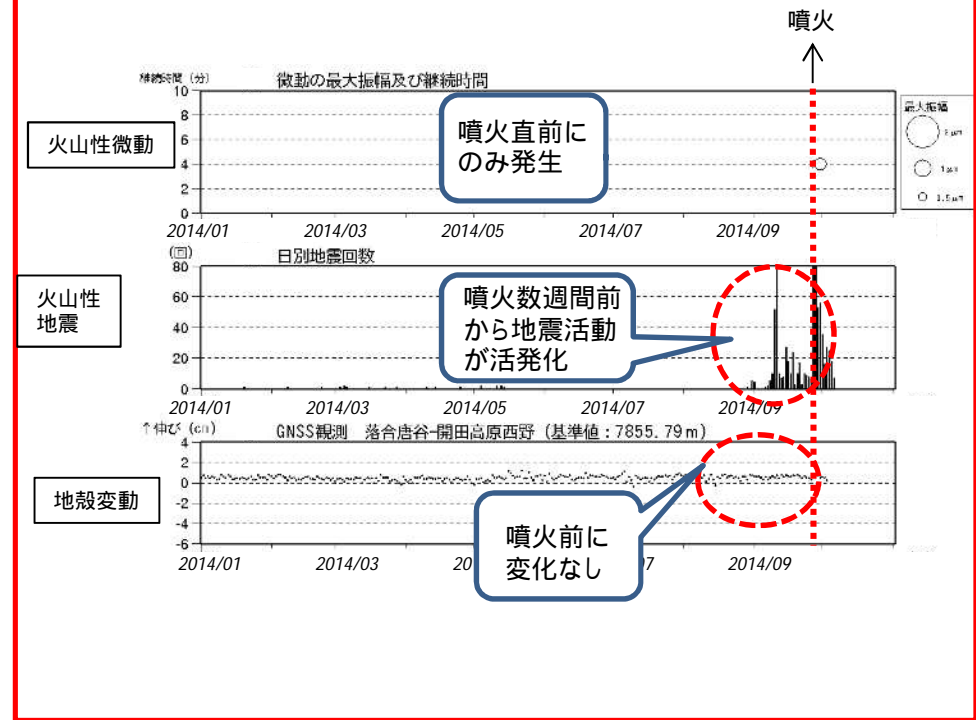 噴火
継続時間 (分)
微動の最大振幅及び継続時間
10
8
6
4
2
0
火山性微動
噴火直前に
のみ発生
最大振幅
2μm
1μm
2014/01 2014/03 2014/05 2014/07 2014/09
(回)
日別地震回数
80
60
40
20
0
火山性
地震
噴火数週間前
から地震活動
が活発化
2014/01 2014/03 2014/05 2014/07 2014/09
↑伸び (cm)
GNSS観測 落合唐谷-開田高原西野 (基準値:7855.79m)
4
2
0
-2
-4
-6
地殻変動
噴火前に
変化なし
2014/01 2014/03 2014/09